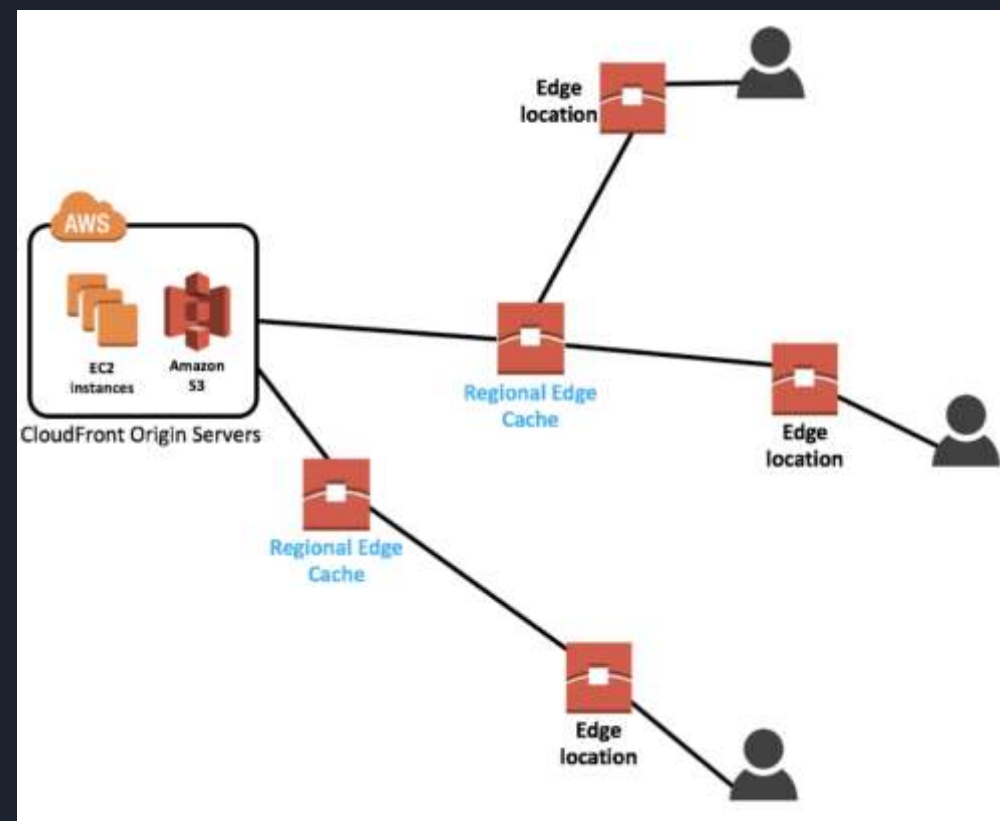 Edge
location
AWS
EC2
instances
Amazon
S3
CloudFront Origin Servers
Regional Edge
Cache
Edge
location
Regional Edge
Cache
Edge
location